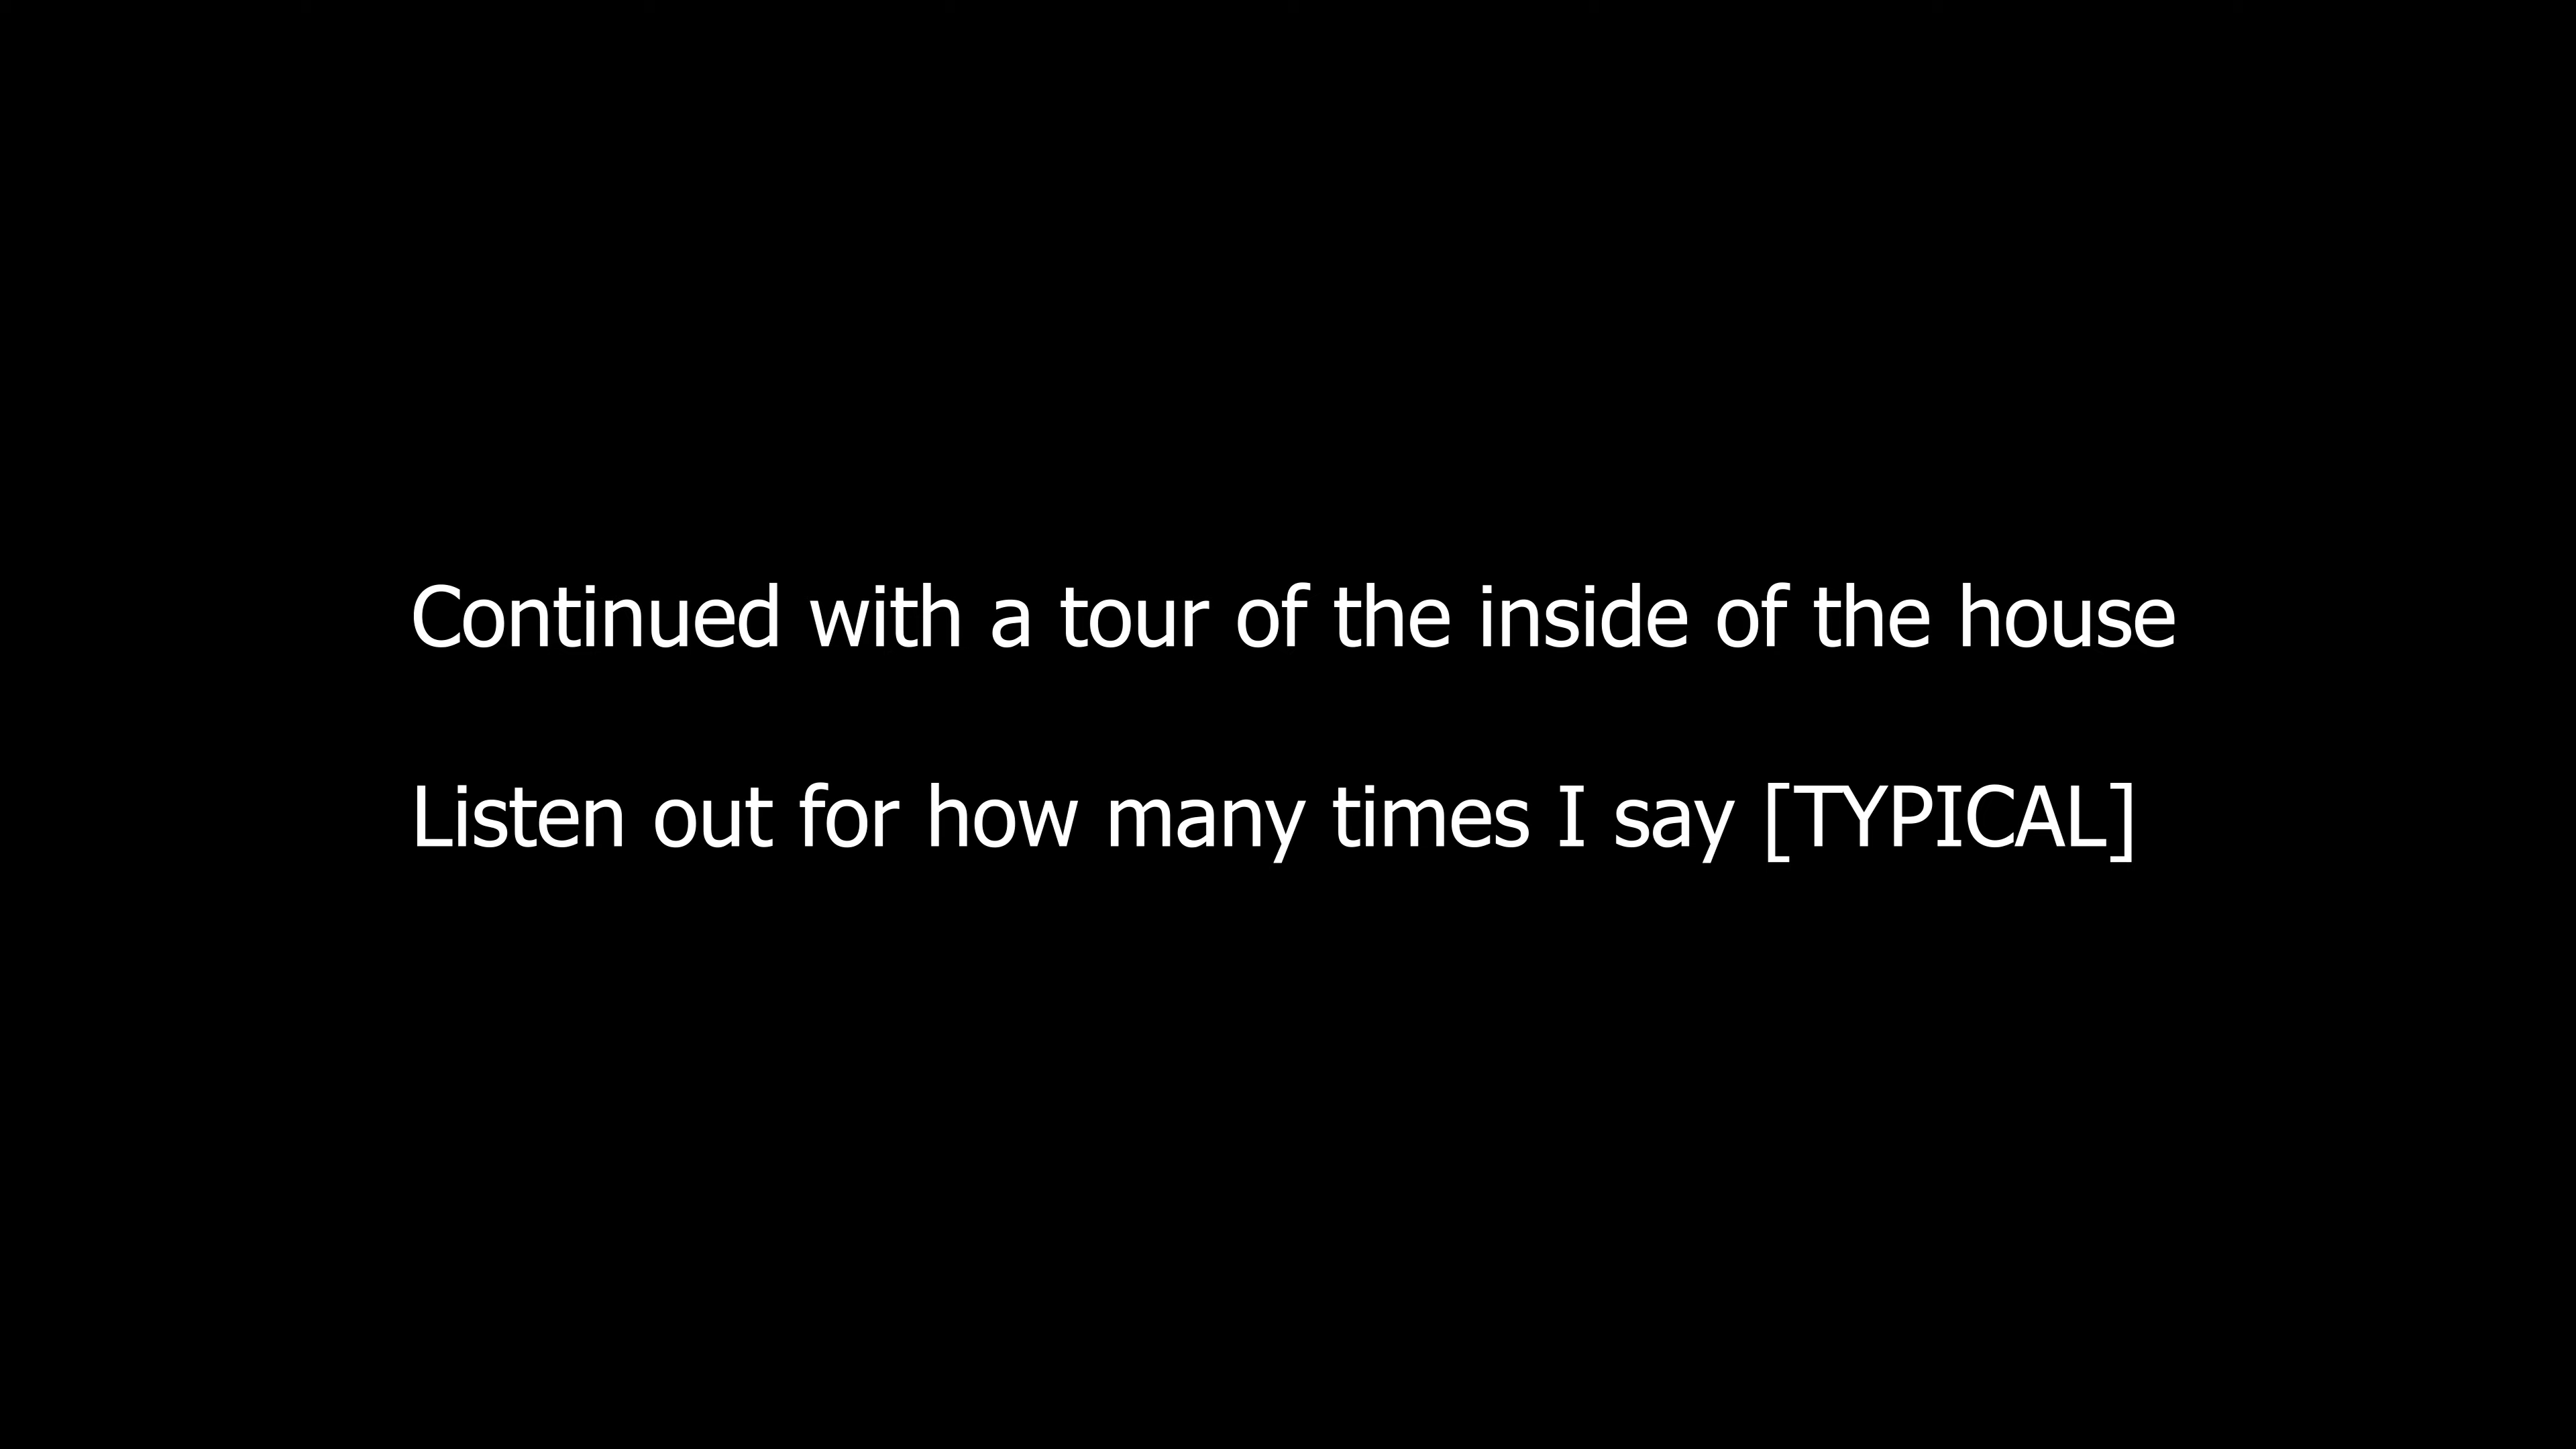 Continued with a tour of the inside of the house
Listen out for how many times I say [TYPICAL]